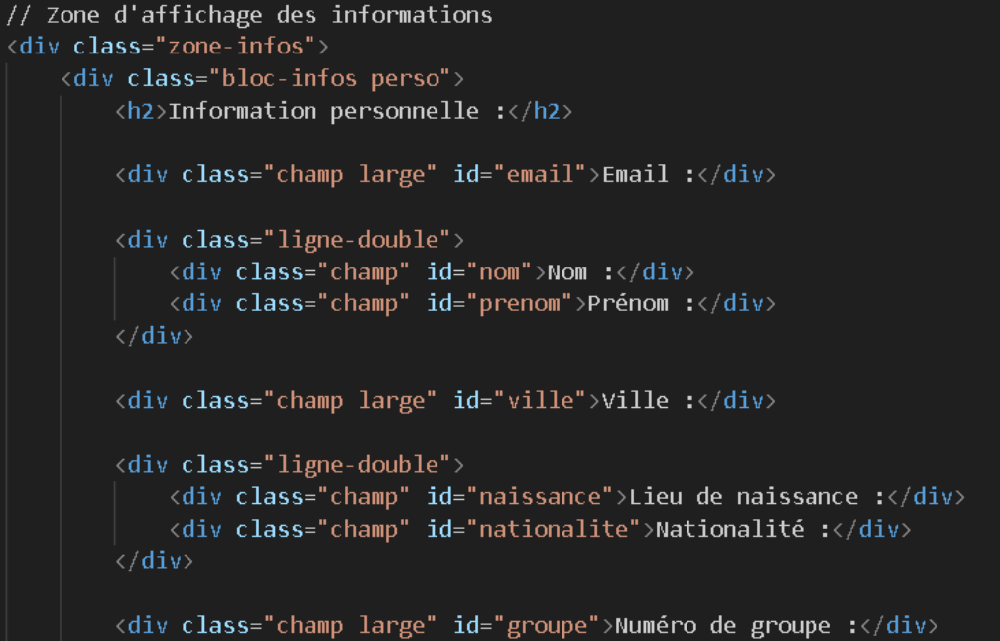 // Zone d'affichage des informations
<div class="zone-infos">
<div class="bloc-infos perso">
<h2>Information personnelle :</h2>
<div class="champ large" id="email">Email :</div>
<div class="ligne-double">
<div class="champ" id="nom">Nom :</div>
<div class="champ" id="prenom">Prénom :</div>
</div>
<div class="champ large" id="ville">Ville :</div>
<div class="ligne-double">
<div class="champ" id="naissance">Lieu de naissance :</div>
<div class="champ" id="nationalite">Nationalité :</div>
</div>
<div class="champ large" id="groupe">Numéro de groupe :</div>